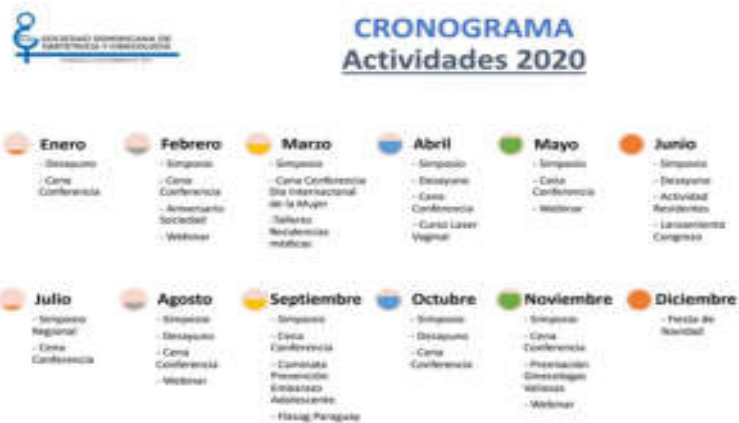 SOCIEDAD DOMINICANA DE
OBSTETRICIA Y GINECOLOGÍA
CRONOGRAMA
Actividades 2020
Enero
- Desayuno
- Cena
Conferencia
Febrero
- Simposio
- Cena
Conferencia
- Aniversario
Sociedad
- Webinar
Marzo
- Simposio
- Cena Conferencia
Dia Internacional
de la Mujer
-Talleres
Residencias
médicas
Abril
- Simposio
- Desayuno
- Cena
Conferencia
- Curso Laser
Vaginal
Mayo
- Simposio
- Cena
Conferencia
- Webinar
Junio
- Simposio
- Desayuno
- Actividad
Residentes
- Lanzamiento
Congreso
Julio
- Simposio
Regional
- Cena
Conferencia
Agosto
- Simposio
- Desayuno
- Cena
Conferencia
- Webinar
Septiembre
- Simposio
- Cena
Conferencia
- Caminata
Prevención
Embarazo
Adolescente
- Flasog Paraguay
Octubre
- Simposio
- Desayuno
- Cena
Conferencia
Noviembre
- Simposio
- Cena
Conferencia
- Premiación
Ginecólogas
Valiosas
- Webinar
Diciembre
- Fiesta de
Navidad